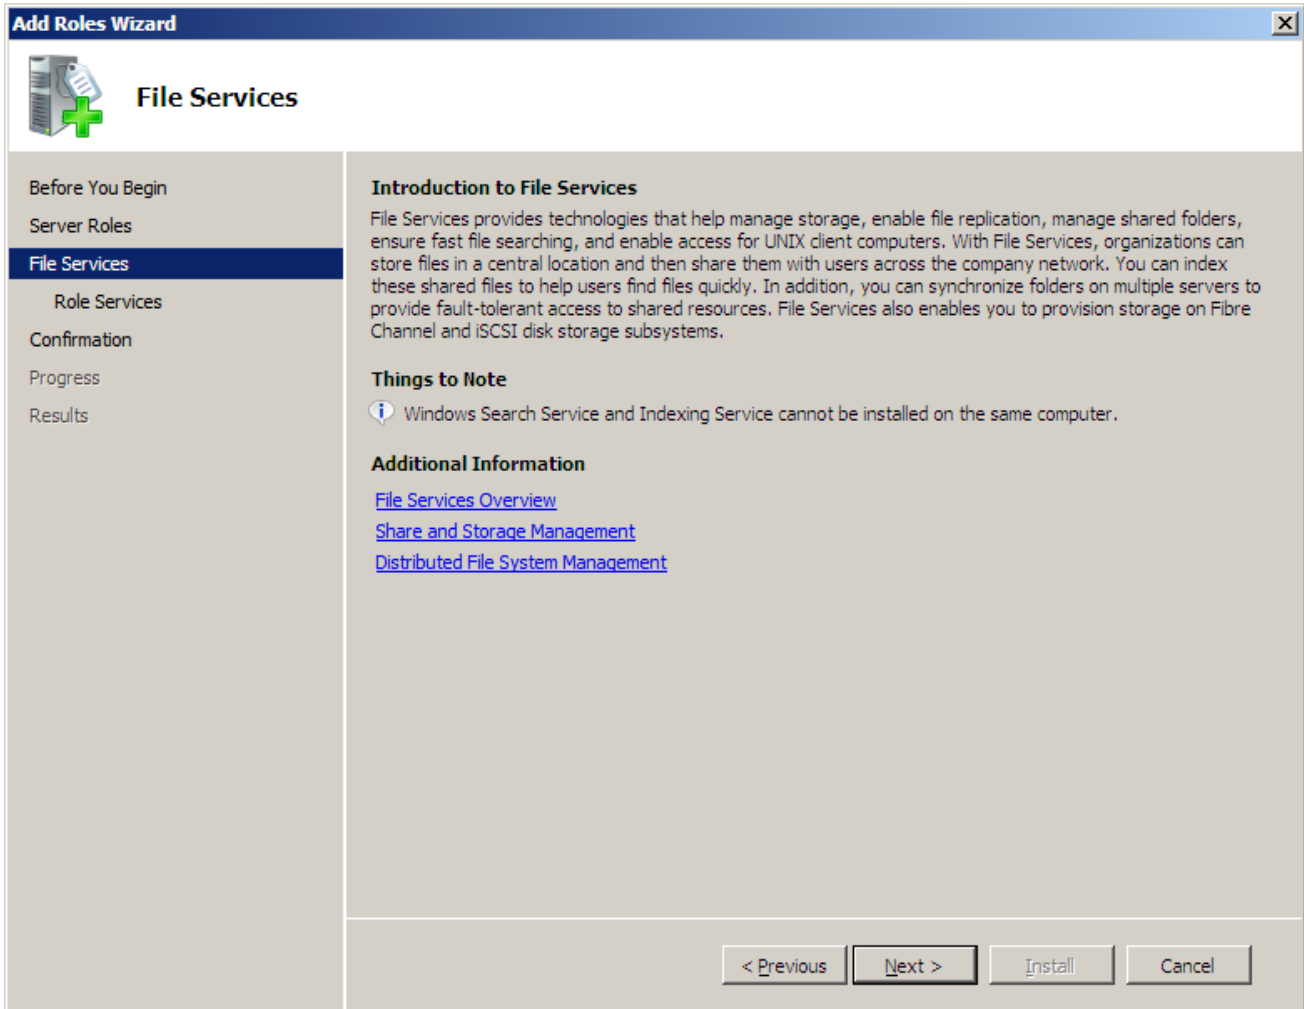 Add Roles Wizard
File Services
Before You Begin
Server Roles
File Services
Role Services
Confirmation
Progress
Results
Introduction to File Services
File Services provides technologies that help manage storage, enable file replication, manage shared folders,
ensure fast file searching, and enable access for UNIX client computers. With File Services, organizations can
store files in a central location and then share them with users across the company network. You can index
these shared files to help users find files quickly. In addition, you can synchronize folders on multiple servers to
provide fault-tolerant access to shared resources. File Services also enables you to provision storage on Fibre
Channel and iSCSI disk storage subsystems.
Things to Note
Windows Search Service and Indexing Service cannot be installed on the same computer.
Additional Information
File Services Overview
Share and Storage Management
Distributed File System Management
< Previous
Next >
Install
Cancel